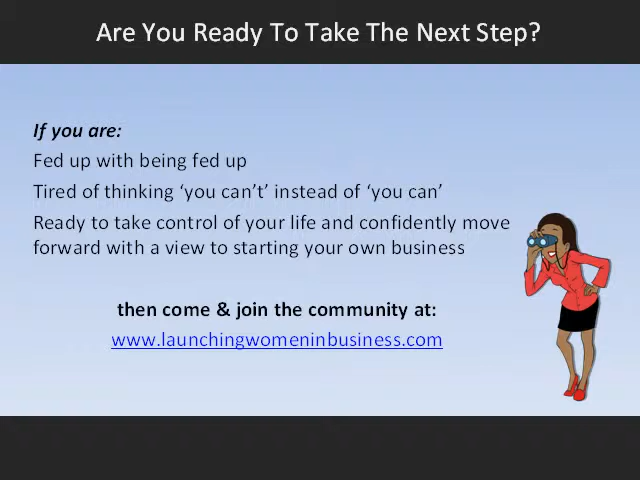 Are You Ready To Take The Next Step?
If you are:
Fed up with being fed up
Tired of thinking ‘you can’t’ instead of ‘you can’
Ready to take control of your life and confidently move
forward with a view to starting your own business
then come & join the community at:
www.launchingwomeninbusiness.com